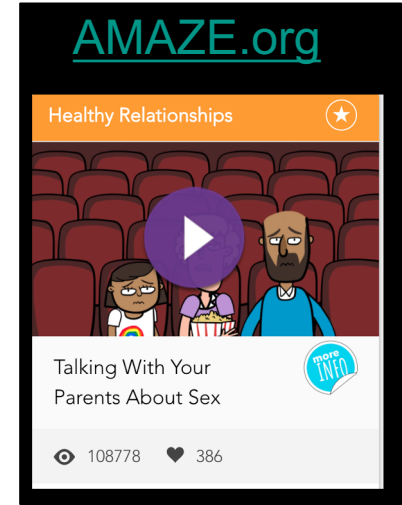 AMAZE.org
Healthy Relationships
Talking With Your
Parents About Sex
more
INFO
108778 386